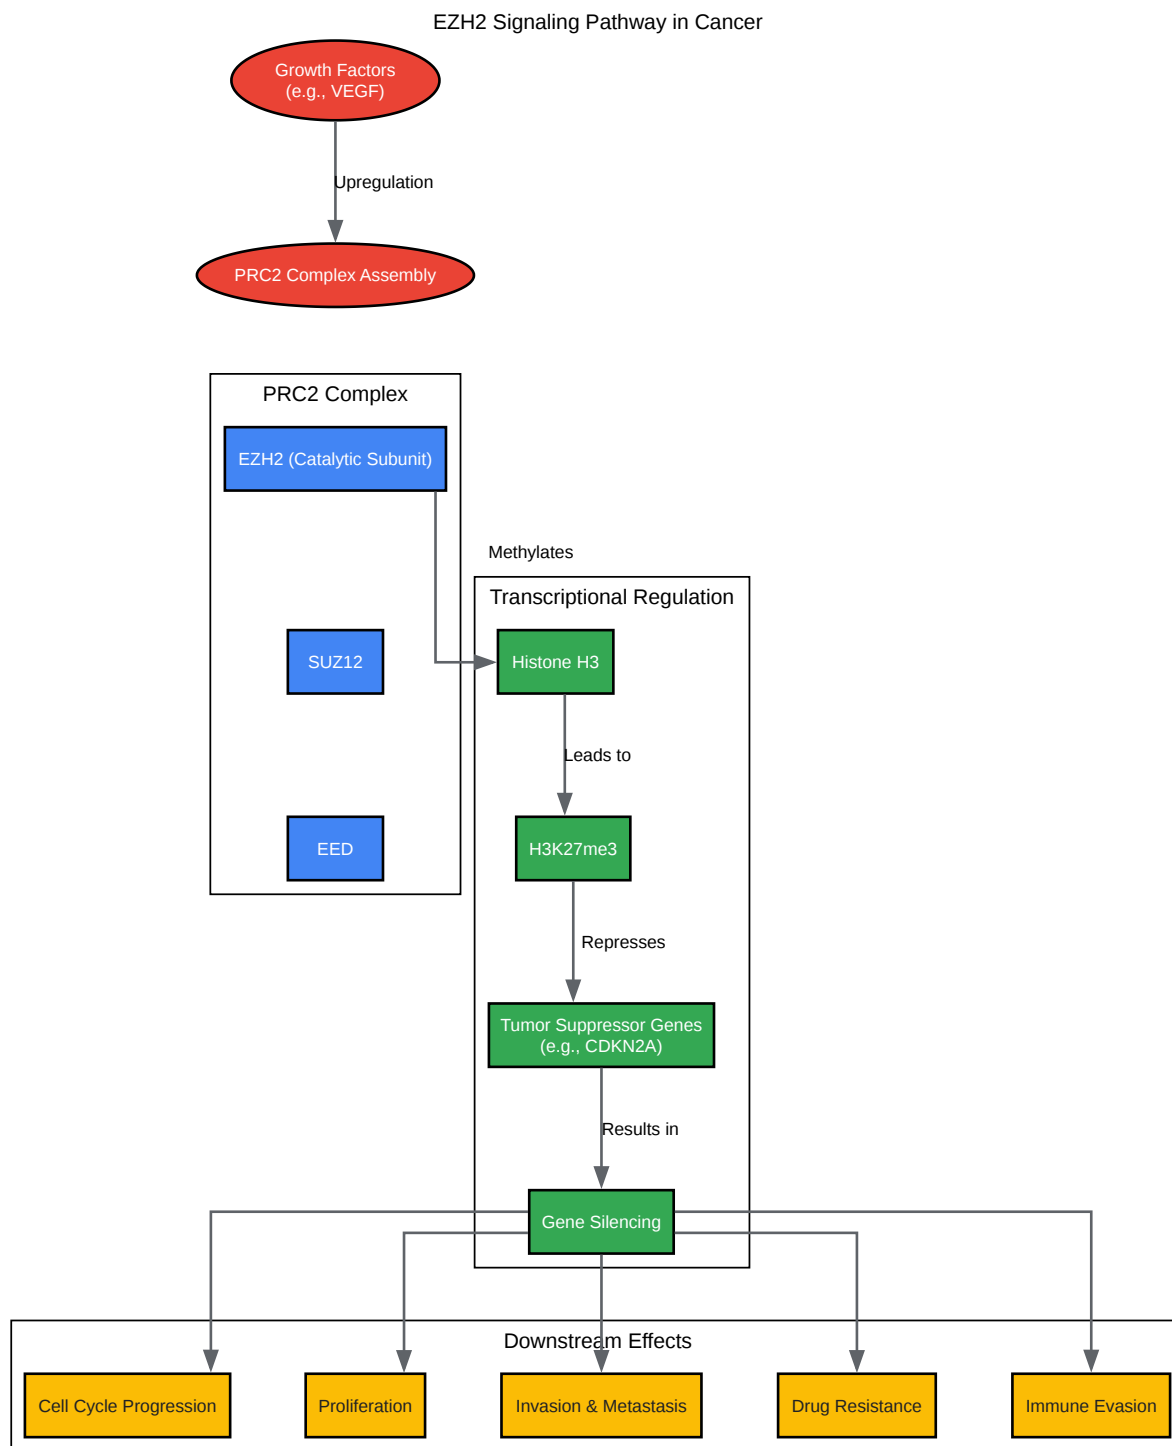 EZH2 Signaling Pathway in Cancer
Growth Factors
(e.g., VEGF)
Upregulation
PRC2 Complex Assembly
PRC2 Complex
EZH2 (Catalytic Subunit)
Methylates
Transcriptional Regulation
SUZ12
Histone H3
Leads to
EED
H3K27me3
Represses
Tumor Suppressor Genes
(e.g., CDKN2A)
Results in
Gene Silencing
Downstream Effects
Cell Cycle Progression
Proliferation
Invasion & Metastasis
Drug Resistance
Immune Evasion